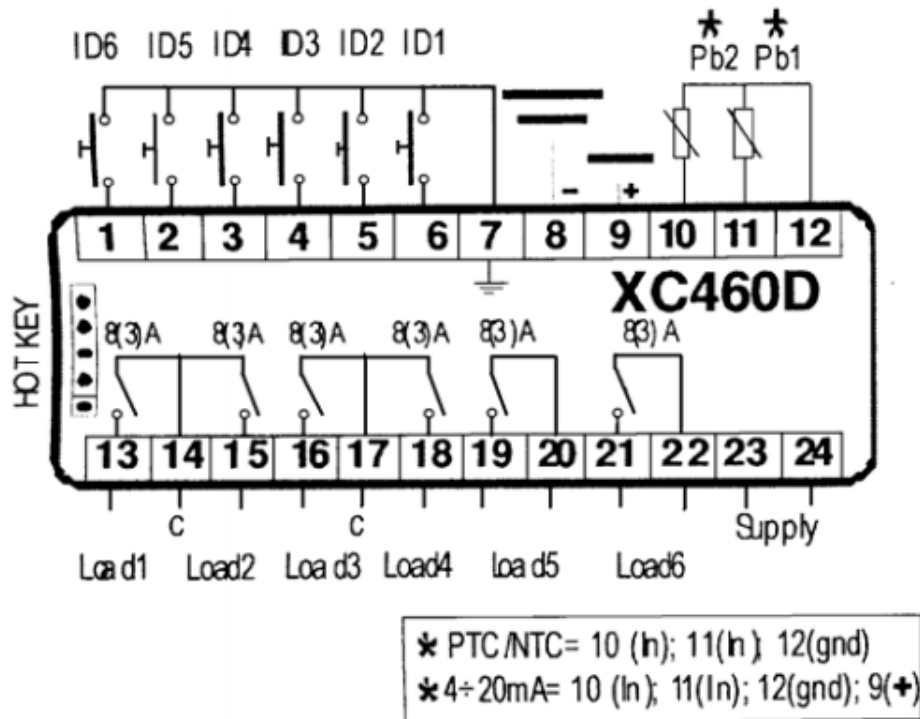 ID6 ID5 ID4 ID3 ID2 ID1
* *
Pb2 Pb1
- +
1 2 3 4 5 6 7 8 9 10 11 12
XC460D
HOT KEY
8(3)A 8(3)A 8(3)A 8(3)A 8(3)A 8(3)A
13 14 15 16 17 18 19 20 21 22 23 24
C C Supply
Load1 Load2 Load3 Load4 Load5 Load6
* PTC/NTC= 10 (In); 11(In); 12(gnd)
* 4÷20mA= 10 (In); 11(In); 12(gnd); 9(+)